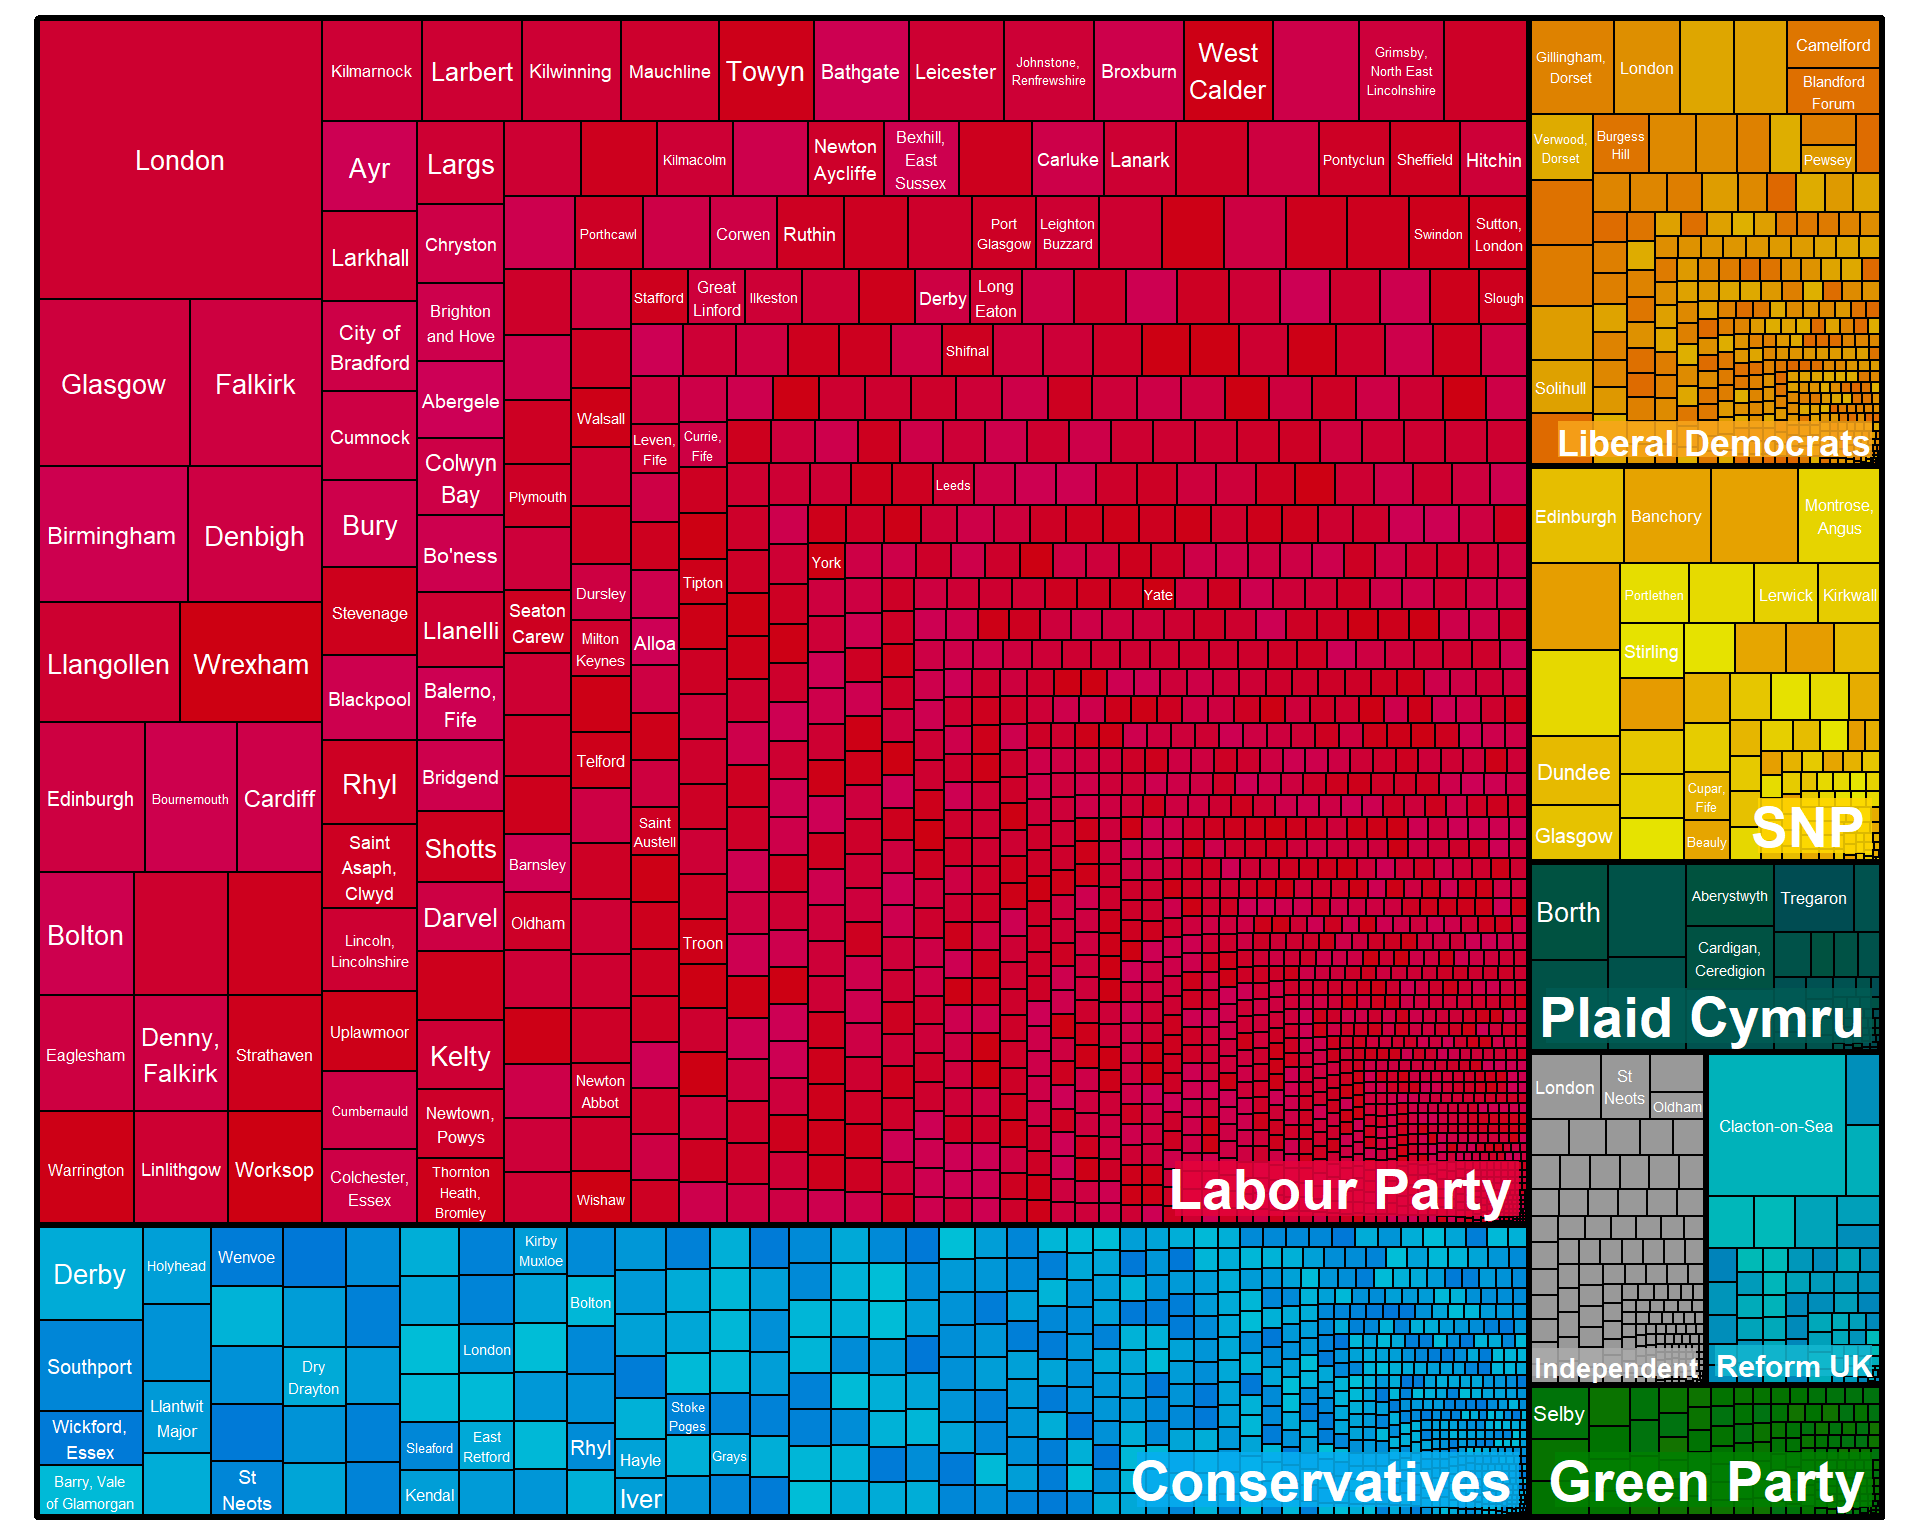 London
Kilmarnock
Larbert
Kilwinning
Mauchline
Towyn
Bathgate
Leicester
Johnstone,
Renfrewshire
Broxburn
West
Calder
Grimsby,
North East
Lincolnshire
Ayr
Largs
Kilmacolm
Newton
Aycliffe
Bexhill,
East
Sussex
Carluke
Lanark
Pontyclun
Sheffield
Hitchin
Larkhall
Chryston
Porthcawl
Corwen
Ruthin
Port
Glasgow
Leighton
Buzzard
Swindon
Sutton,
London
Glasgow
Falkirk
City of
Bradford
Brighton
and Hove
Stafford
Great
Linford
Ilkeston
Derby
Long
Eaton
Slough
Shifnal
Cumnock
Abergele
Walsall
Leven,
Fife
Currie,
Fife
Birmingham
Denbigh
Bury
Colwyn
Bay
Plymouth
Leeds
Bo'ness
York
Tipton
Yate
Stevenage
Llanelli
Seaton
Carew
Dursley
Milton
Keynes
Alloa
Llangollen
Wrexham
Blackpool
Balerno,
Fife
Edinburgh
Bournemouth
Cardiff
Rhyl
Bridgend
Telford
Saint
Asaph,
Clwyd
Shotts
Barnsley
Saint
Austell
Bolton
Lincoln,
Lincolnshire
Darvel
Oldham
Troon
Eaglesham
Denny,
Falkirk
Strathaven
Uplawmoor
Kelty
Newton
Abbot
Cumbernauld
Newtown,
Powys
Warrington
Linlithgow
Worksop
Colchester,
Essex
Thornton
Heath,
Bromley
Wishaw
Labour Party
Derby
Holyhead
Wenvoe
Kirby
Muxloe
Bolton
Southport
Dry
Drayton
London
Llantwit
Major
Stoke
Poges
Wickford,
Essex
Sleaford
East
Retford
Rhyl
Hayle
Grays
Barry, Vale
of Glamorgan
St
Neots
Kendal
Iver
Conservatives
Gillingham,
Dorset
London
Camelford
Blandford
Forum
Verwood,
Dorset
Burgess
Hill
Pewsey
Solihull
Liberal Democrats
Edinburgh
Banchory
Montrose,
Angus
Portlethen
Lerwick
Kirkwall
Stirling
Dundee
Cupar,
Fife
Glasgow
Beauly
SNP
Borth
Aberystwyth
Tregaron
Cardigan,
Ceredigion
Plaid Cymru
London
St
Neots
Oldham
Independent
Clacton-on-Sea
Reform UK
Selby
Green Party